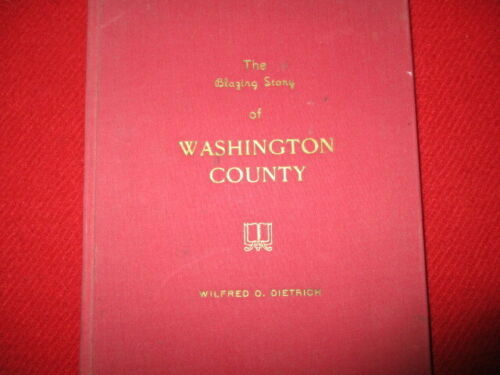 The
Blazing Story
of
WASHINGTON
COUNTY
WILFRED O. DIETRICH